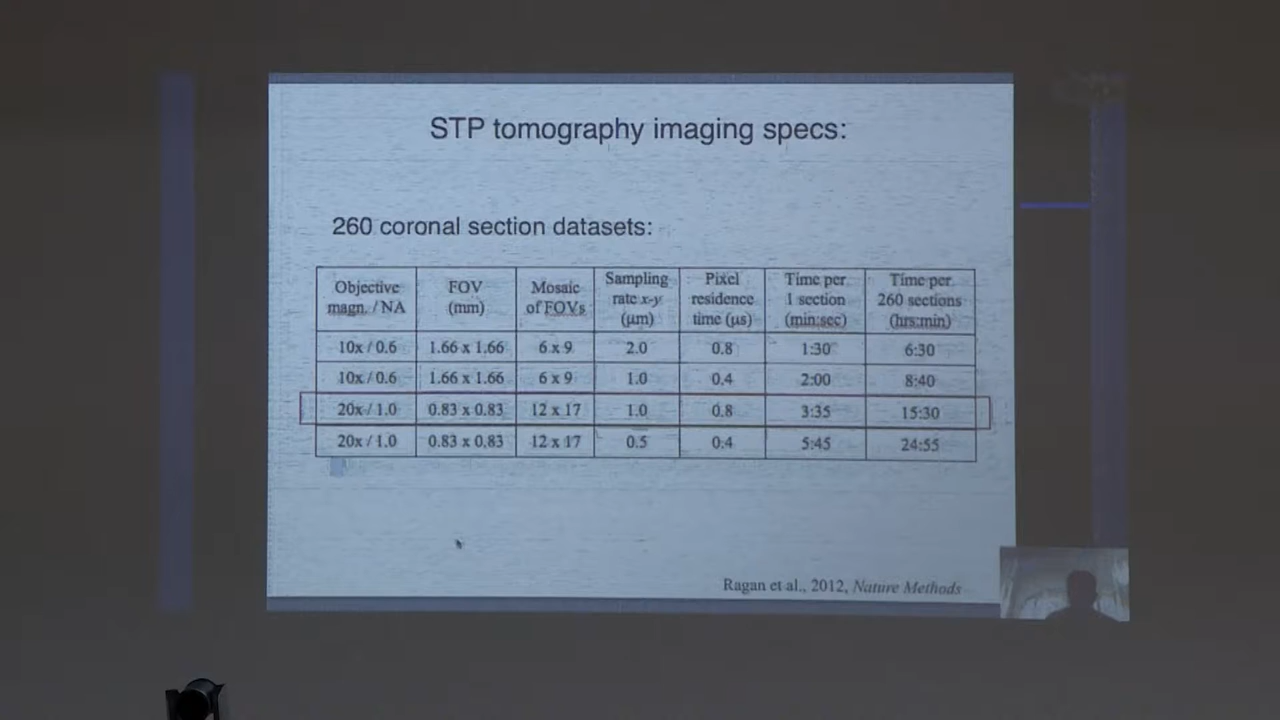 STP tomography imaging specs:
260 coronal section datasets:
Objective magn. / NA FOV (mm) Mosaic of FOVs Sampling rate x-y (µm) Pixel residence time (µs) Time per 1 section (min:sec) Time per 260 sections (hrs:min)
10x / 0.6 1.66 x 1.66 6 x 9 2.0 0.8 1:30 6:30
10x / 0.6 1.66 x 1.66 6 x 9 1.0 0.4 2:00 8:40
20x / 1.0 0.83 x 0.83 12 x 17 1.0 0.8 3:35 15:30
20x / 1.0 0.83 x 0.83 12 x 17 0.5 0.4 5:45 24:55
Ragan et al., 2012, Nature Methods